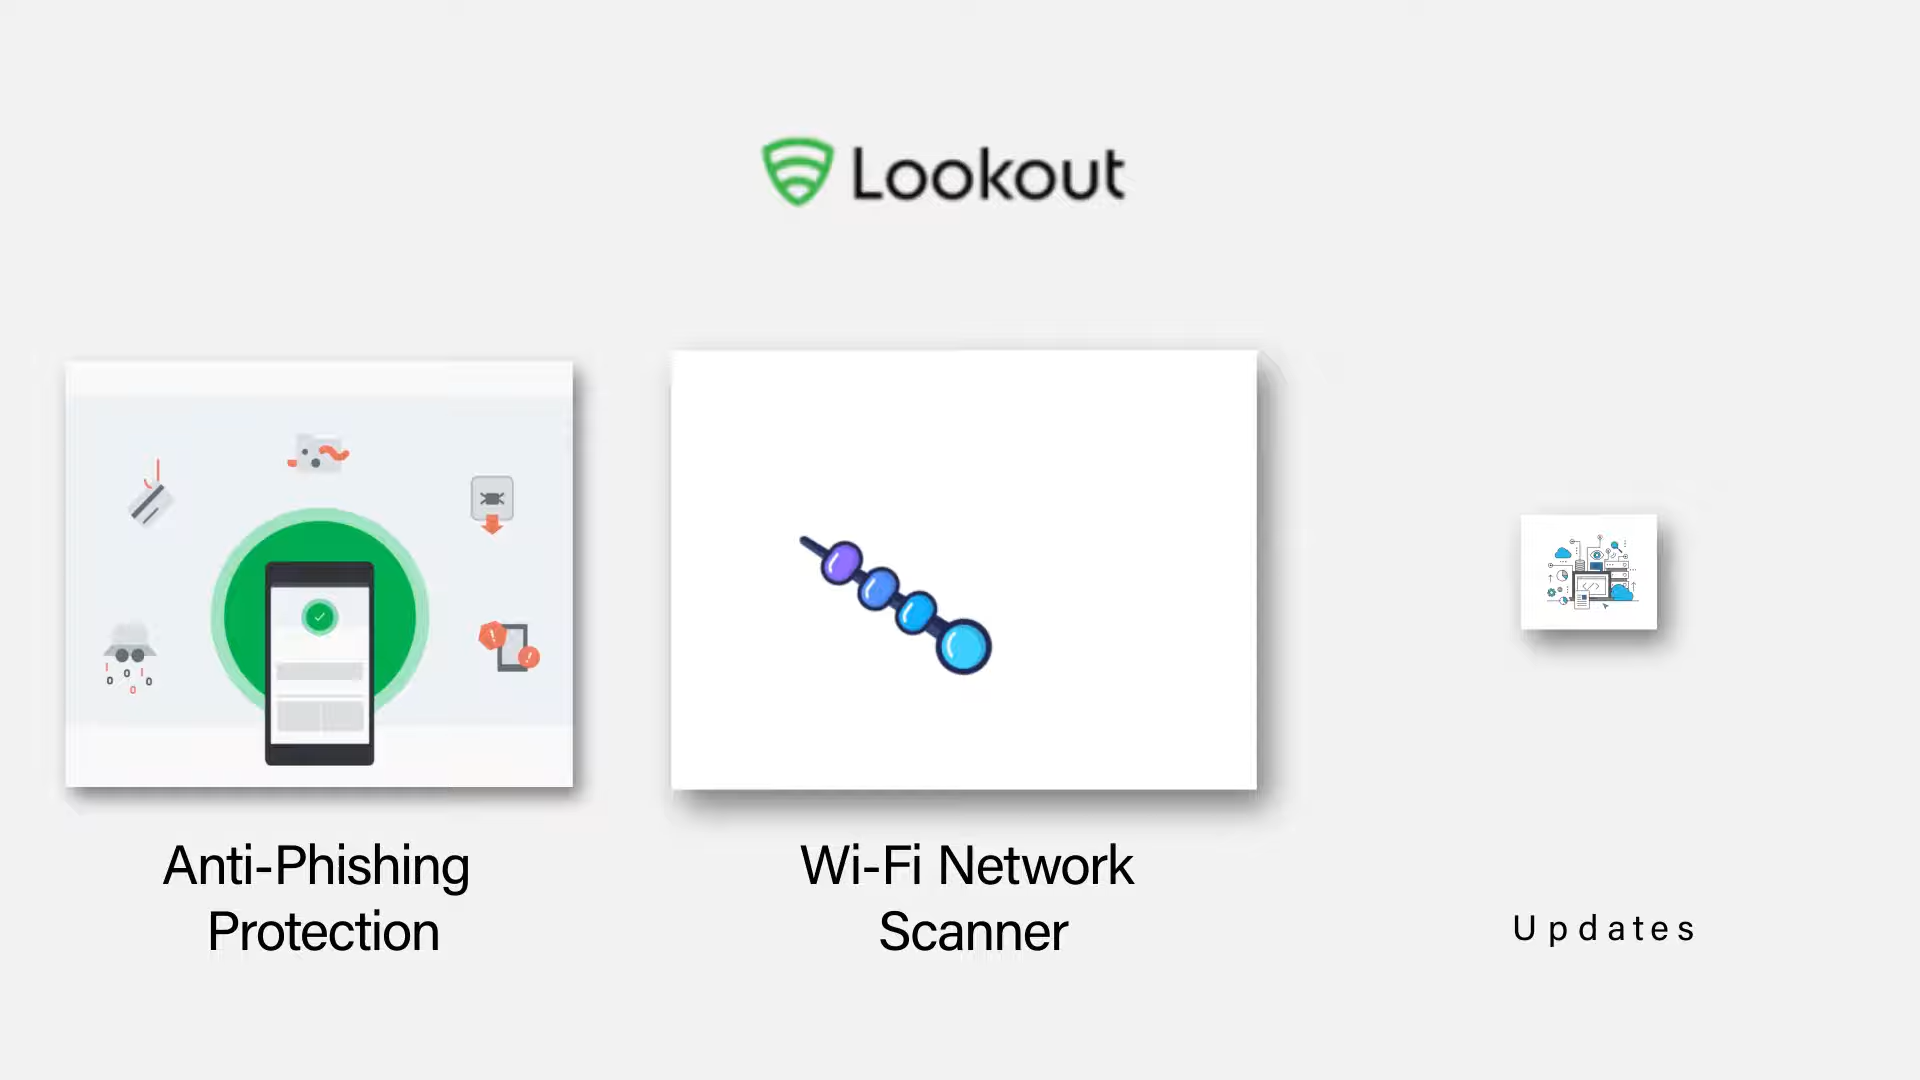 Lookout
Anti-Phishing
Protection
Wi-Fi Network
Scanner
Updates